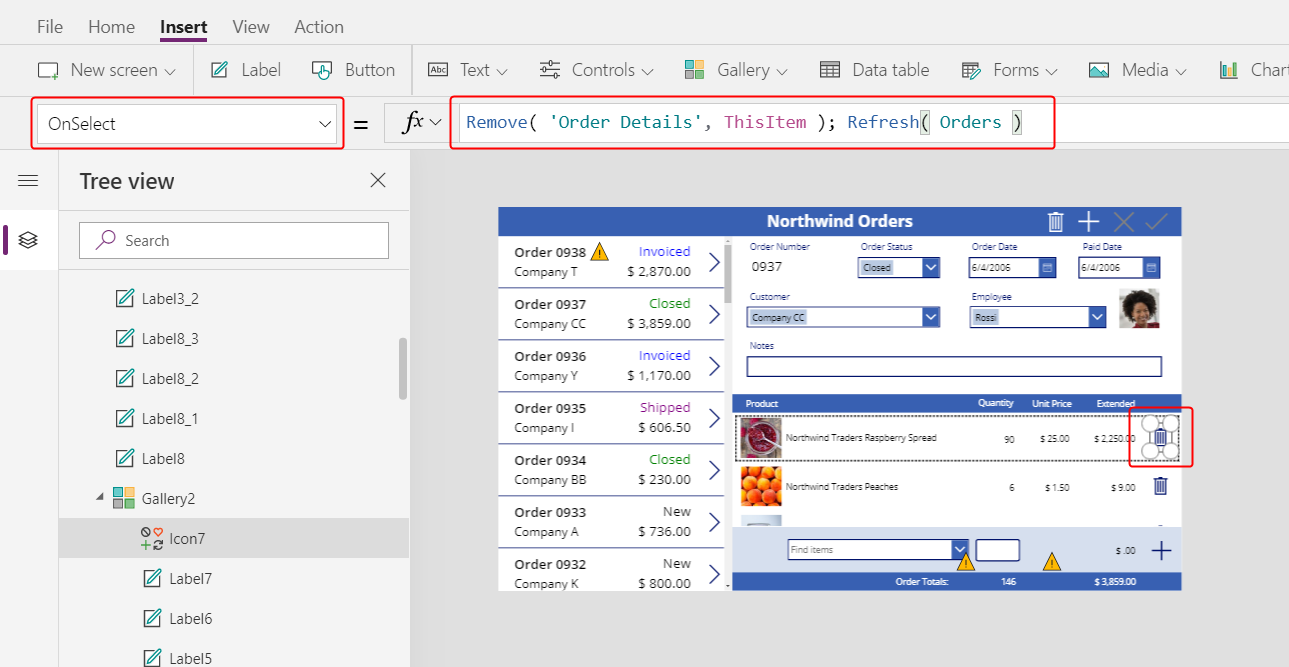 File Home Insert View Action
New screen Label Button Abc Text Controls Gallery Data table Forms Media Chart
OnSelect = fx Remove( 'Order Details', ThisItem ); Refresh( Orders )
Tree view
Search
Label3_2
Label8_3
Label8_2
Label8_1
Label8
Gallery2
Icon7
Label7
Label6
Label5
Northwind Orders
Order 0938 Invoiced
Company T $ 2,870.00
Order 0937 Closed
Company CC $ 3,859.00
Order 0936 Invoiced
Company Y $ 1,170.00
Order 0935 Shipped
Company I $ 606.50
Order 0934 Closed
Company BB $ 230.00
Order 0933 New
Company A $ 736.00
Order 0932 New
Company K $ 800.00
Order Number Order Status Order Date Paid Date
0937 Closed 6/4/2006 6/4/2006
Customer Employee
Company CC Rossi
Notes
Product Quantity Unit Price Extended
Northwind Traders Raspberry Spread 90 $ 25.00 $ 2,250.00
Northwind Traders Peaches 6 $ 1.50 $ 9.00
Find items $ .00
Order Totals: 146 $ 3,859.00